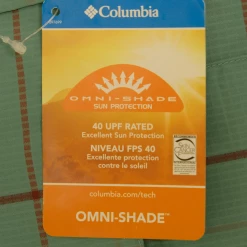 Columbia
OMNI-SHADE
SUN PROTECTION
40 UPF RATED
Excellent Sun Protection
NIVEAU FPS 40
Excellente protection
contre le soleil
columbia.com/tech
OMNI-SHADE™